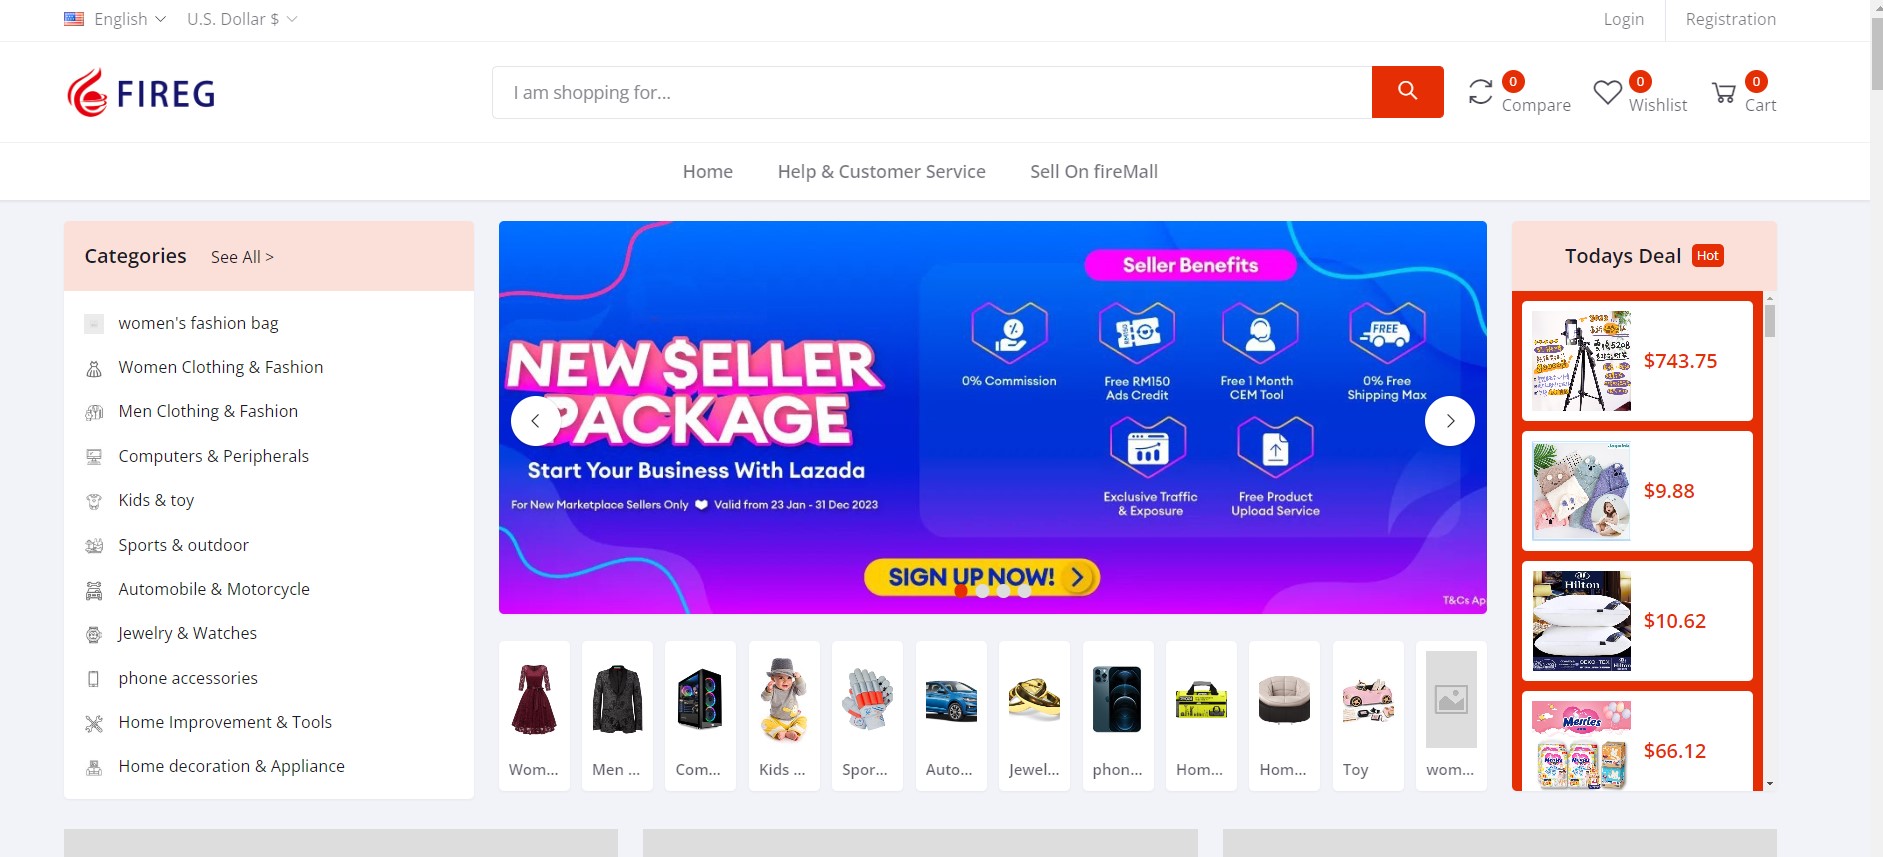 English
U.S. Dollar $
Login
Registration
FIREG
I am shopping for...
0
Compare
0
Wishlist
0
Cart
Home
Help & Customer Service
Sell On fireMall
Categories
See All >
women's fashion bag
Women Clothing & Fashion
Men Clothing & Fashion
Computers & Peripherals
Kids & toy
Sports & outdoor
Automobile & Motorcycle
Jewelry & Watches
phone accessories
Home Improvement & Tools
Home decoration & Appliance
NEW $ELLER
PACKAGE
Start Your Business With Lazada
For New Marketplace Sellers Only
Valid from 23 Jan - 31 Dec 2023
Seller Benefits
0% Commission
RM150
Free RM150
Ads Credit
Free 1 Month
CEM Tool
FREE
0% Free
Shipping Max
Exclusive Traffic
& Exposure
Free Product
Upload Service
SIGN UP NOW!
T&Cs Ap
Wom...
Men ...
Com...
Kids ...
Spor...
Auto...
Jewel...
phon...
Hom...
Hom...
Toy
wom...
Todays Deal
Hot
2023
$743.75
$9.88
Hilton
$10.62
Merries
$66.12